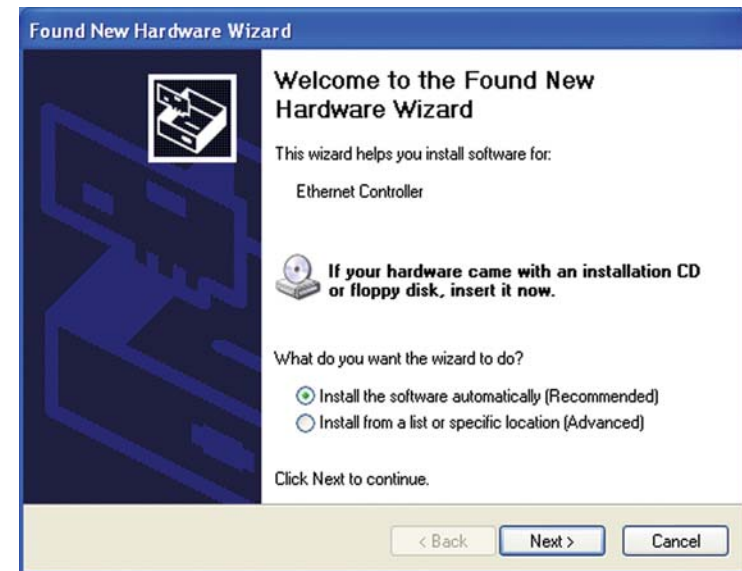 Found New Hardware Wizard
Welcome to the Found New
Hardware Wizard
This wizard helps you install software for:
Ethernet Controller
If your hardware came with an installation CD
or floppy disk, insert it now.
What do you want the wizard to do?
Install the software automatically (Recommended)
Install from a list or specific location (Advanced)
Click Next to continue.
< Back Next > Cancel